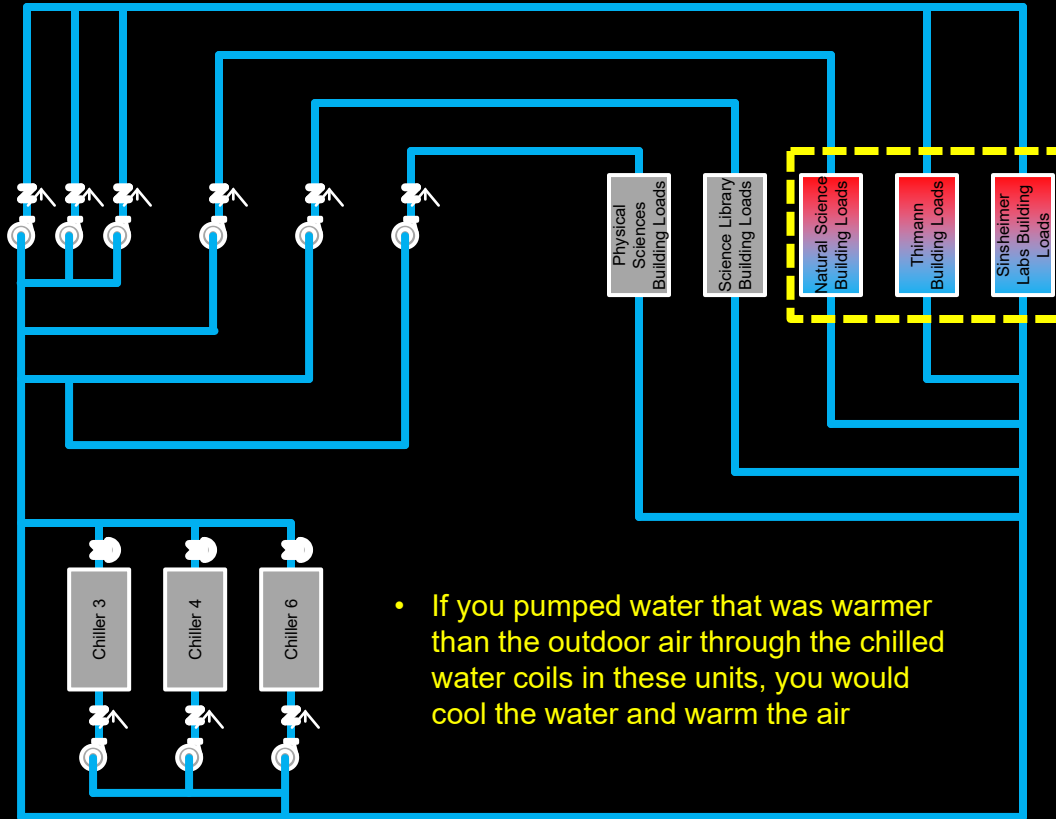 Physical
Sciences
Building Loads
Science Library
Building Loads
Natural Science
Building Loads
Thimann
Building Loads
Sinsheimer
Labs Building
Loads
Chiller 3
Chiller 4
Chiller 6
• If you pumped water that was warmer
than the outdoor air through the chilled
water coils in these units, you would
cool the water and warm the air